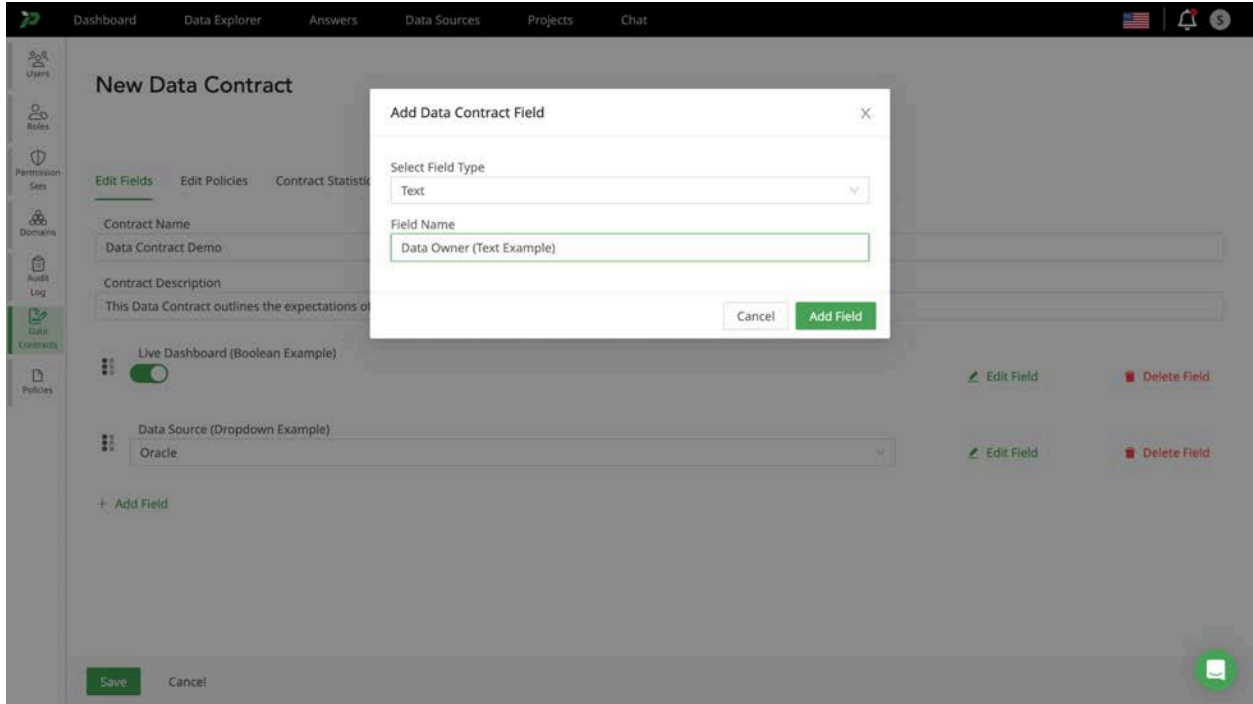 Dashboard Data Explorer Answers Data Sources Projects Chat S
Users
Roles
Permission
Sets
Domains
Audit
Log
Data
Contracts
Policies
New Data Contract
Edit Fields Edit Policies Contract Statistic
Contract Name
Data Contract Demo
Contract Description
This Data Contract outlines the expectations of
Live Dashboard (Boolean Example)
Edit Field Delete Field
Data Source (Dropdown Example)
Oracle
Edit Field Delete Field
+ Add Field
Save Cancel
Add Data Contract Field
Select Field Type
Text
Field Name
Data Owner (Text Example)
Cancel Add Field